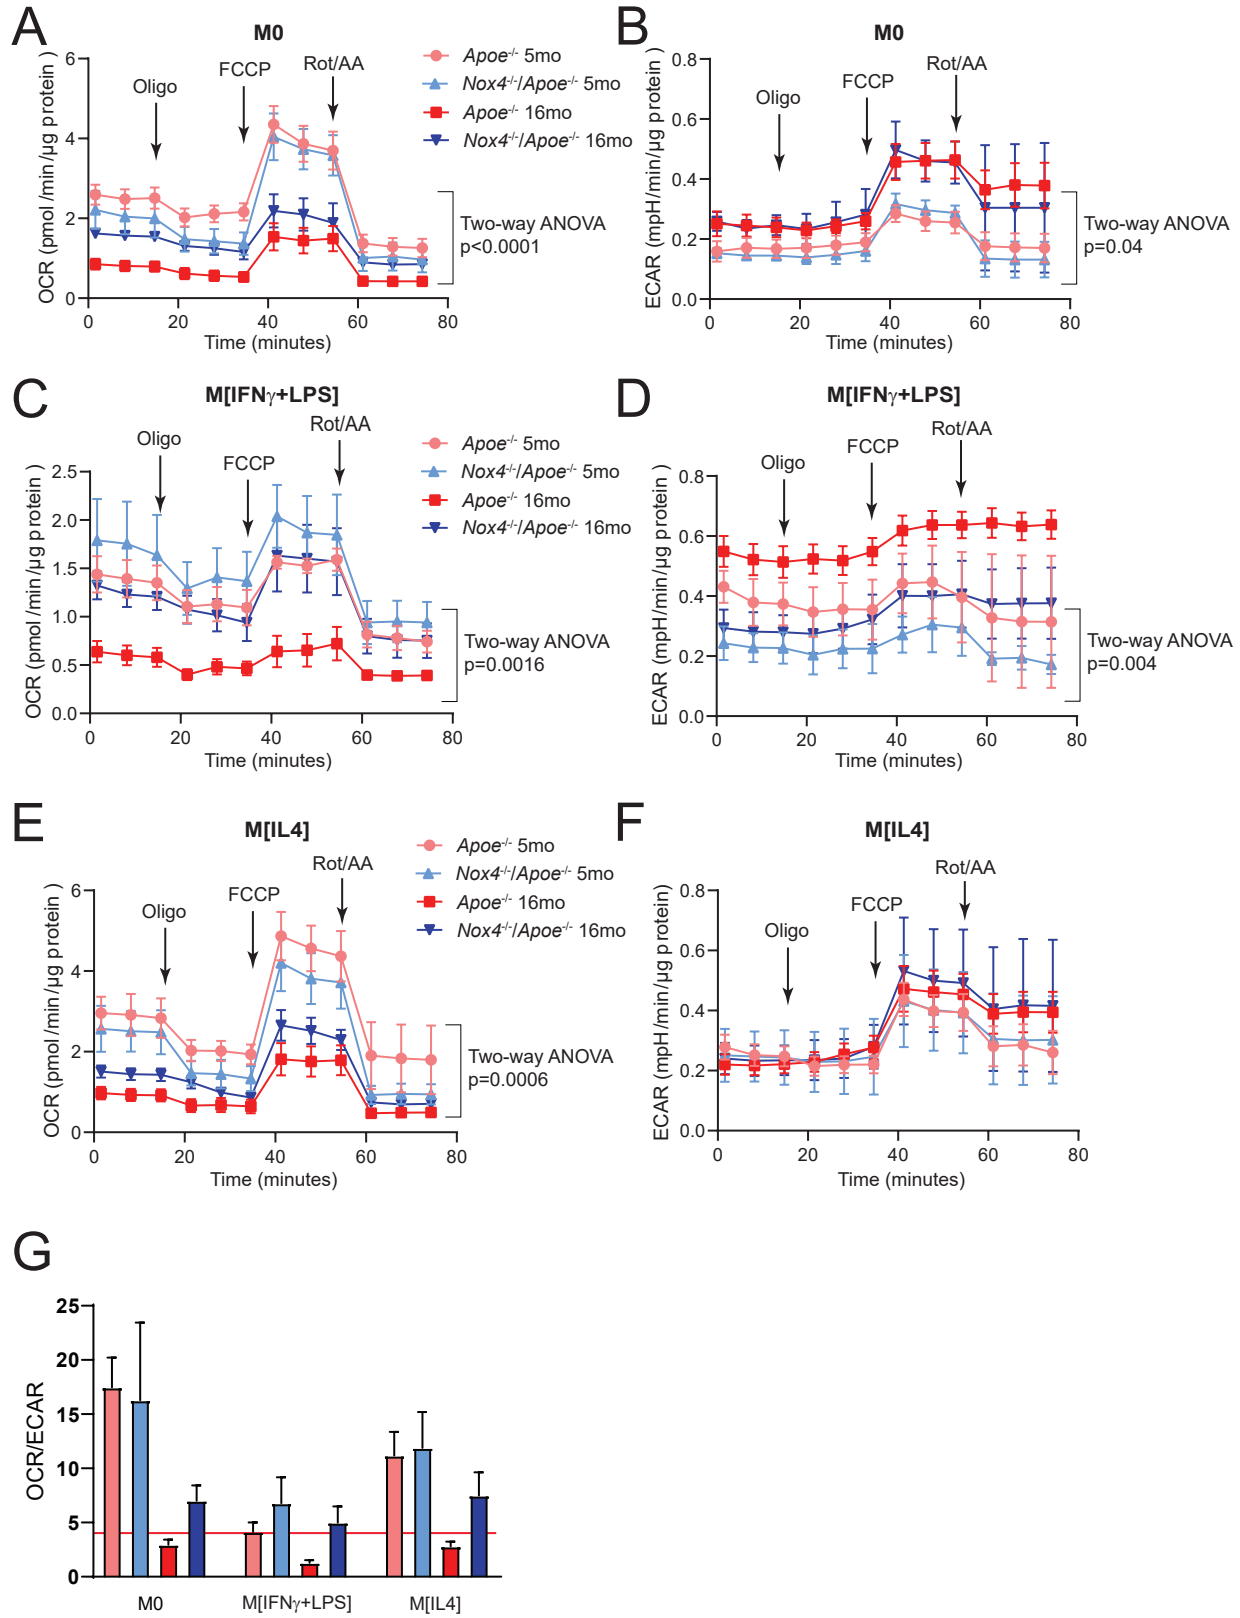 A
M0
OCR (pmol /min/µg protein )
6
4
2
0
Oligo
FCCP
Rot/AA
Apoe-/- 5mo
Nox4-/-/Apoe-/- 5mo
Apoe-/- 16mo
Nox4-/-/Apoe-/- 16mo
Two-way ANOVA
p<0.0001
0 20 40 60 80
Time (minutes)
B
M0
ECAR (mpH/min/µg protein )
0.8
0.6
0.4
0.2
0.0
Oligo
FCCP
Rot/AA
Two-way ANOVA
p=0.04
0 20 40 60 80
Time (minutes)
C
M[IFNγ+LPS]
OCR (pmol /min/µg protein )
2.5
2.0
1.5
1.0
0.5
0.0
Oligo
FCCP
Rot/AA
Apoe-/- 5mo
Nox4-/-/Apoe-/- 5mo
Apoe-/- 16mo
Nox4-/-/Apoe-/- 16mo
Two-way ANOVA
p=0.0016
0 20 40 60 80
Time (minutes)
D
M[IFNγ+LPS]
ECAR (mpH/min/µg protein )
0.8
0.6
0.4
0.2
0.0
Oligo
FCCP
Rot/AA
Two-way ANOVA
p=0.004
0 20 40 60 80
Time (minutes)
E
M[IL4]
OCR (pmol /min/µg protein )
6
4
2
0
Oligo
FCCP
Rot/AA
Apoe-/- 5mo
Nox4-/-/Apoe-/- 5mo
Apoe-/- 16mo
Nox4-/-/Apoe-/- 16mo
Two-way ANOVA
p=0.0006
0 20 40 60 80
Time (minutes)
F
M[IL4]
ECAR (mpH/min/µg protein)
0.8
0.6
0.4
0.2
0.0
Oligo
FCCP
Rot/AA
0 20 40 60 80
Time (minutes)
G
OCR/ECAR
25
20
15
10
5
0
M0 M[IFNγ+LPS] M[IL4]